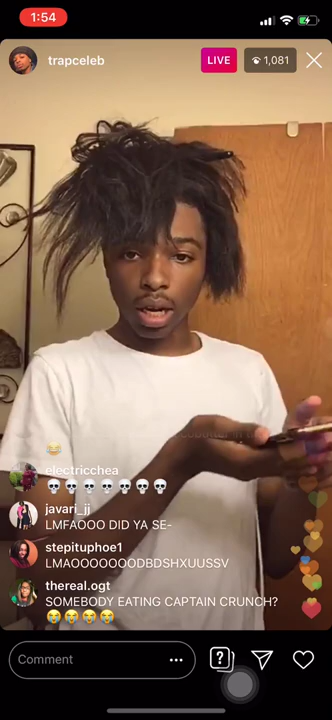 1:54
trapceleb
LIVE
1,081
electricchea
javari_jj
LMFAOOO DID YA SE-
stepituphoe1
LMAOOOOOOODBDSHXUUSSV
thereal.ogt
SOMEBODY EATING CAPTAIN CRUNCH?
Comment